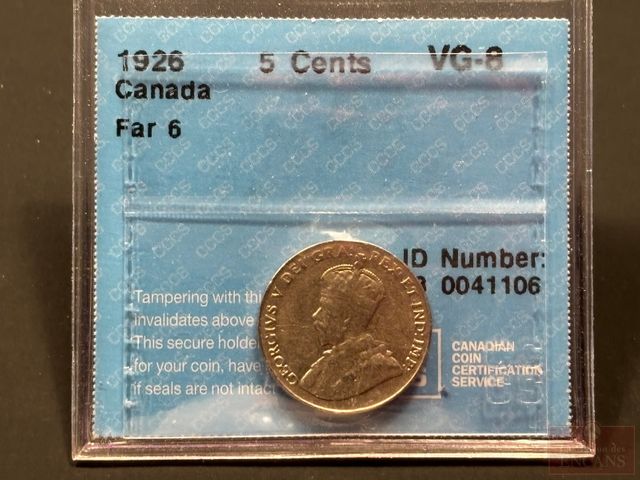 1926 5 Cents VG-8
Canada
Far 6
ID Number:
0041106
Tampering with thi
invalidates above
This secure holde
for your coin, have
if seals are not intact
CANADIAN
COIN
CERTIFICATION
SERVICE
GEORGIVS V DEI GRA: REX ET IND: IMP:
ENCANS